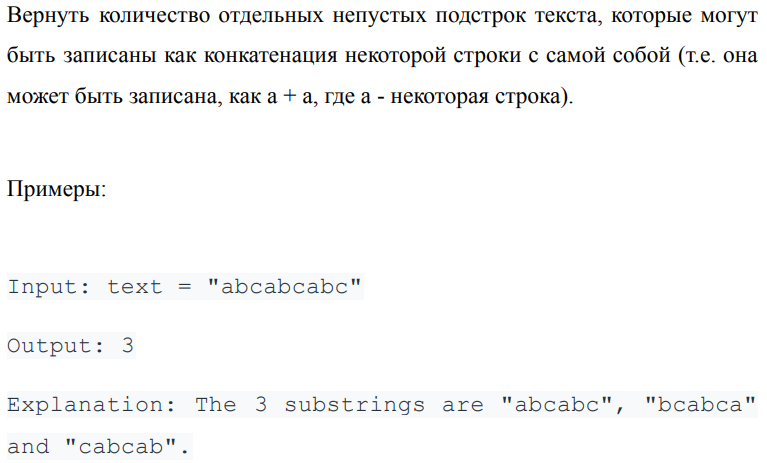 Вернуть количество отдельных непустых подстрок текста, которые могут
быть записаны как конкатенация некоторой строки с самой собой (т.е. она
может быть записана, как a + a, где a - некоторая строка).
Примеры:
Input: text = "abcabcabc"
Output: 3
Explanation: The 3 substrings are "abcabc", "bcabca"
and "cabcab".